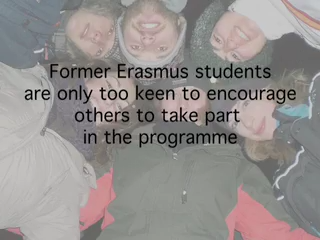 Former Erasmus students
are only too keen to encourage
others to take part
in the programme